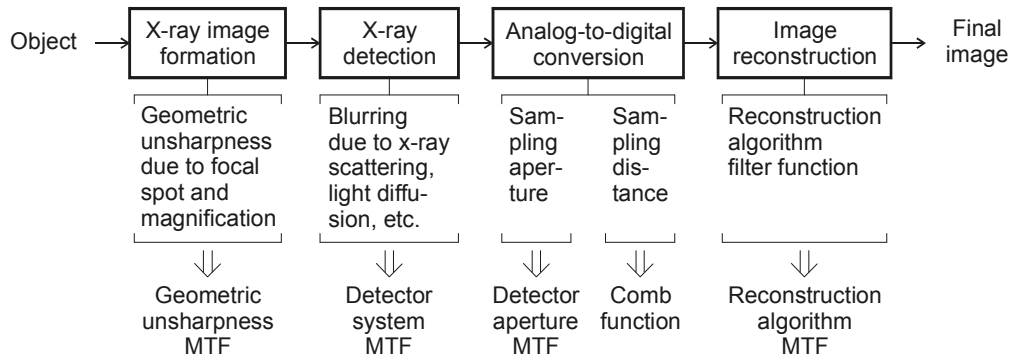 Object
X-ray image
formation
X-ray
detection
Analog-to-digital
conversion
Image
reconstruction
Final
image
Geometric
unsharpness
due to focal
spot and
magnification
Blurring
due to x-ray
scattering,
light diffu-
sion, etc.
Sam-
pling
aper-
ture
Sam-
pling
dis-
tance
Reconstruction
algorithm
filter function
Geometric
unsharpness
MTF
Detector
system
MTF
Detector
aperture
MTF
Comb
function
Reconstruction
algorithm
MTF